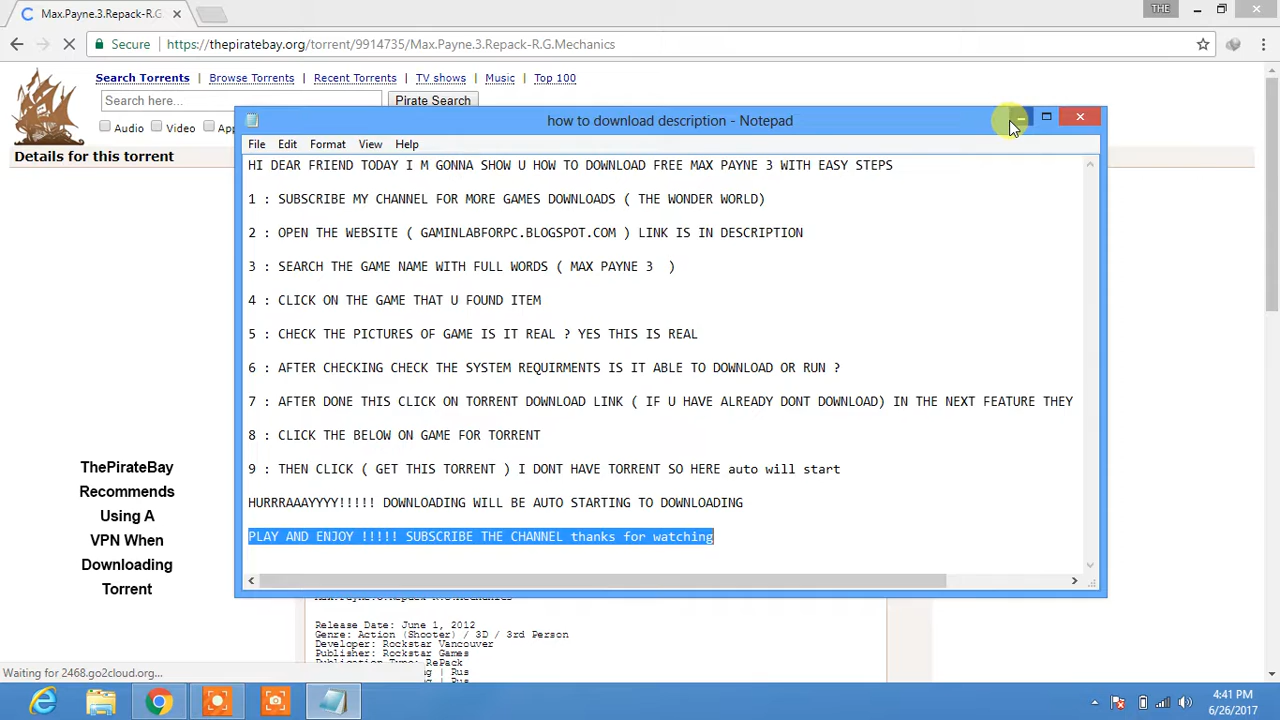 Max.Payne.3.Repack-R.G.
THE
Secure
https://thepiratebay.org/torrent/9914735/Max.Payne.3.Repack-R.G.Mechanics
Search Torrents | Browse Torrents | Recent Torrents | TV shows | Music | Top 100
Search here...
Pirate Search
Audio Video App
Details for this torrent
how to download description - Notepad
File Edit Format View Help
HI DEAR FRIEND TODAY I M GONNA SHOW U HOW TO DOWNLOAD FREE MAX PAYNE 3 WITH EASY STEPS
1 : SUBSCRIBE MY CHANNEL FOR MORE GAMES DOWNLOADS ( THE WONDER WORLD)
2 : OPEN THE WEBSITE ( GAMINLABFORPC.BLOGSPOT.COM ) LINK IS IN DESCRIPTION
3 : SEARCH THE GAME NAME WITH FULL WORDS ( MAX PAYNE 3  )
4 : CLICK ON THE GAME THAT U FOUND ITEM
5 : CHECK THE PICTURES OF GAME IS IT REAL ? YES THIS IS REAL
6 : AFTER CHECKING CHECK THE SYSTEM REQUIRMENTS IS IT ABLE TO DOWNLOAD OR RUN ?
7 : AFTER DONE THIS CLICK ON TORRENT DOWNLOAD LINK ( IF U HAVE ALREADY DONT DOWNLOAD) IN THE NEXT FEATURE THEY
8 : CLICK THE BELOW ON GAME FOR TORRENT
9 : THEN CLICK ( GET THIS TORRENT ) I DONT HAVE TORRENT SO HERE auto will start
HURRRAAAYYYY!!!!! DOWNLOADING WILL BE AUTO STARTING TO DOWNLOADING
PLAY AND ENJOY !!!!! SUBSCRIBE THE CHANNEL thanks for watching
ThePirateBay
Recommends
Using A
VPN When
Downloading
Torrent
Release Date: June 1, 2012
Genre: Action (Shooter) / 3D / 3rd Person
Developer: Rockstar Vancouver
Publisher: Rockstar Games
Publication Type: RePack
| Rus
| Rus
Waiting for 2468.go2cloud.org...
4:41 PM
6/26/2017